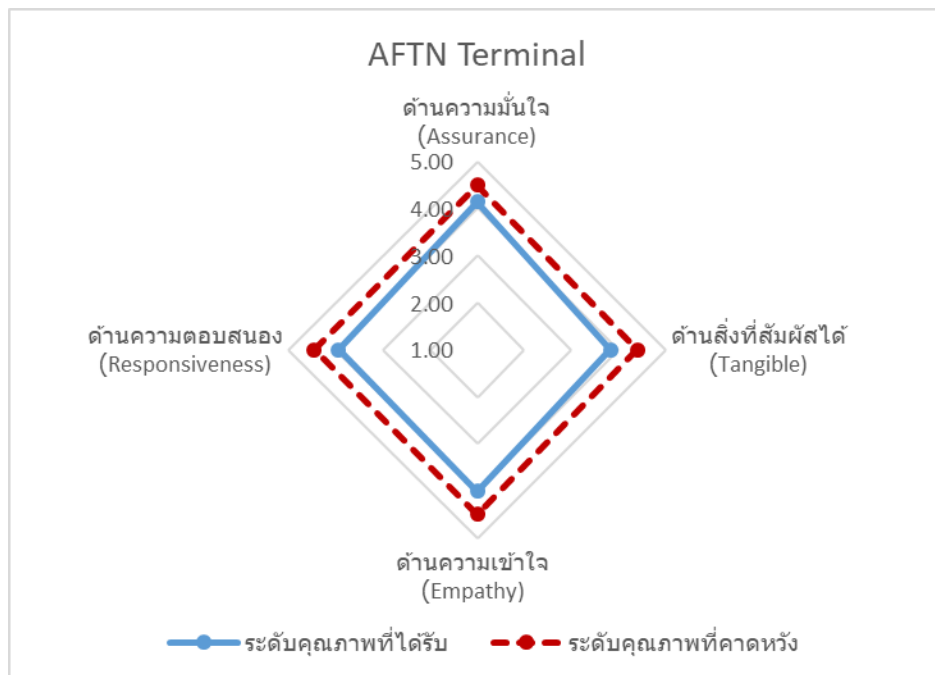 AFTN Terminal
ด้านความมั่นใจ
(Assurance)
5.00
4.00
3.00
2.00
1.00
ด้านความตอบสนอง
(Responsiveness)
ด้านสิ่งที่สัมผัสได้
(Tangible)
ด้านความเข้าใจ
(Empathy)
ระดับคุณภาพที่ได้รับ
ระดับคุณภาพที่คาดหวัง